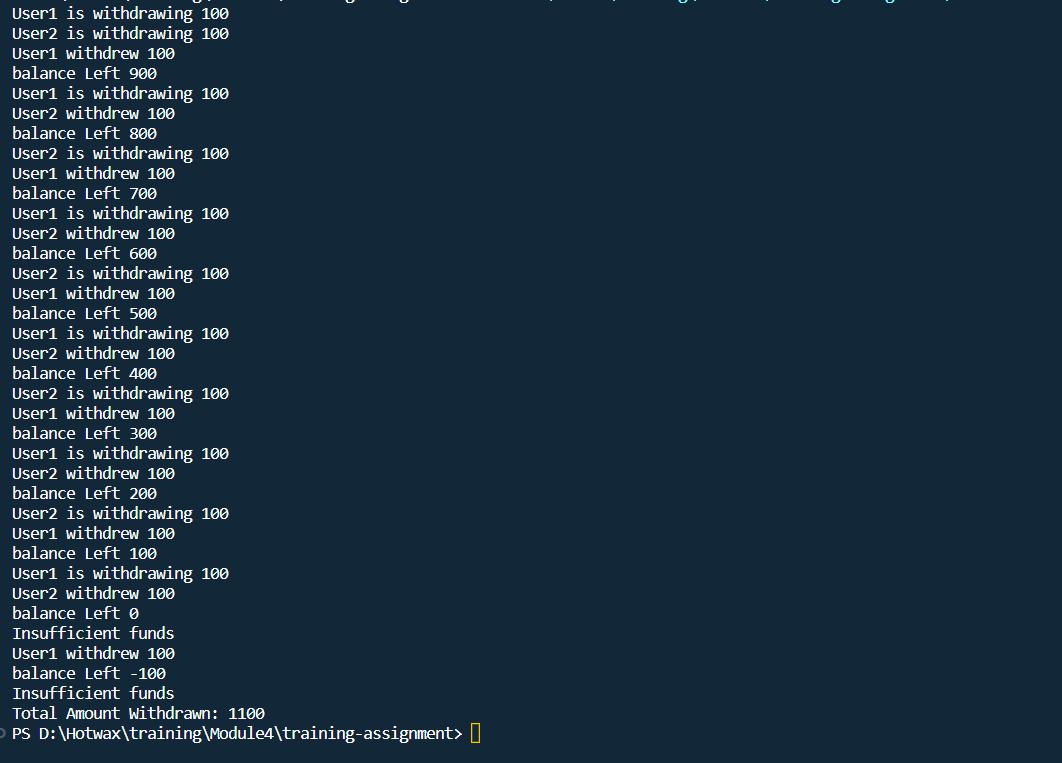 User1 is withdrawing 100
User2 is withdrawing 100
User1 withdrew 100
balance Left 900
User1 is withdrawing 100
User2 withdrew 100
balance Left 800
User2 is withdrawing 100
User1 withdrew 100
balance Left 700
User1 is withdrawing 100
User2 withdrew 100
balance Left 600
User2 is withdrawing 100
User1 withdrew 100
balance Left 500
User1 is withdrawing 100
User2 withdrew 100
balance Left 400
User2 is withdrawing 100
User1 withdrew 100
balance Left 300
User1 is withdrawing 100
User2 withdrew 100
balance Left 200
User2 is withdrawing 100
User1 withdrew 100
balance Left 100
User1 is withdrawing 100
User2 withdrew 100
balance Left 0
Insufficient funds
User1 withdrew 100
balance Left -100
Insufficient funds
Total Amount Withdrawn: 1100
PS D:\Hotwax\training\Module4\training-assignment>